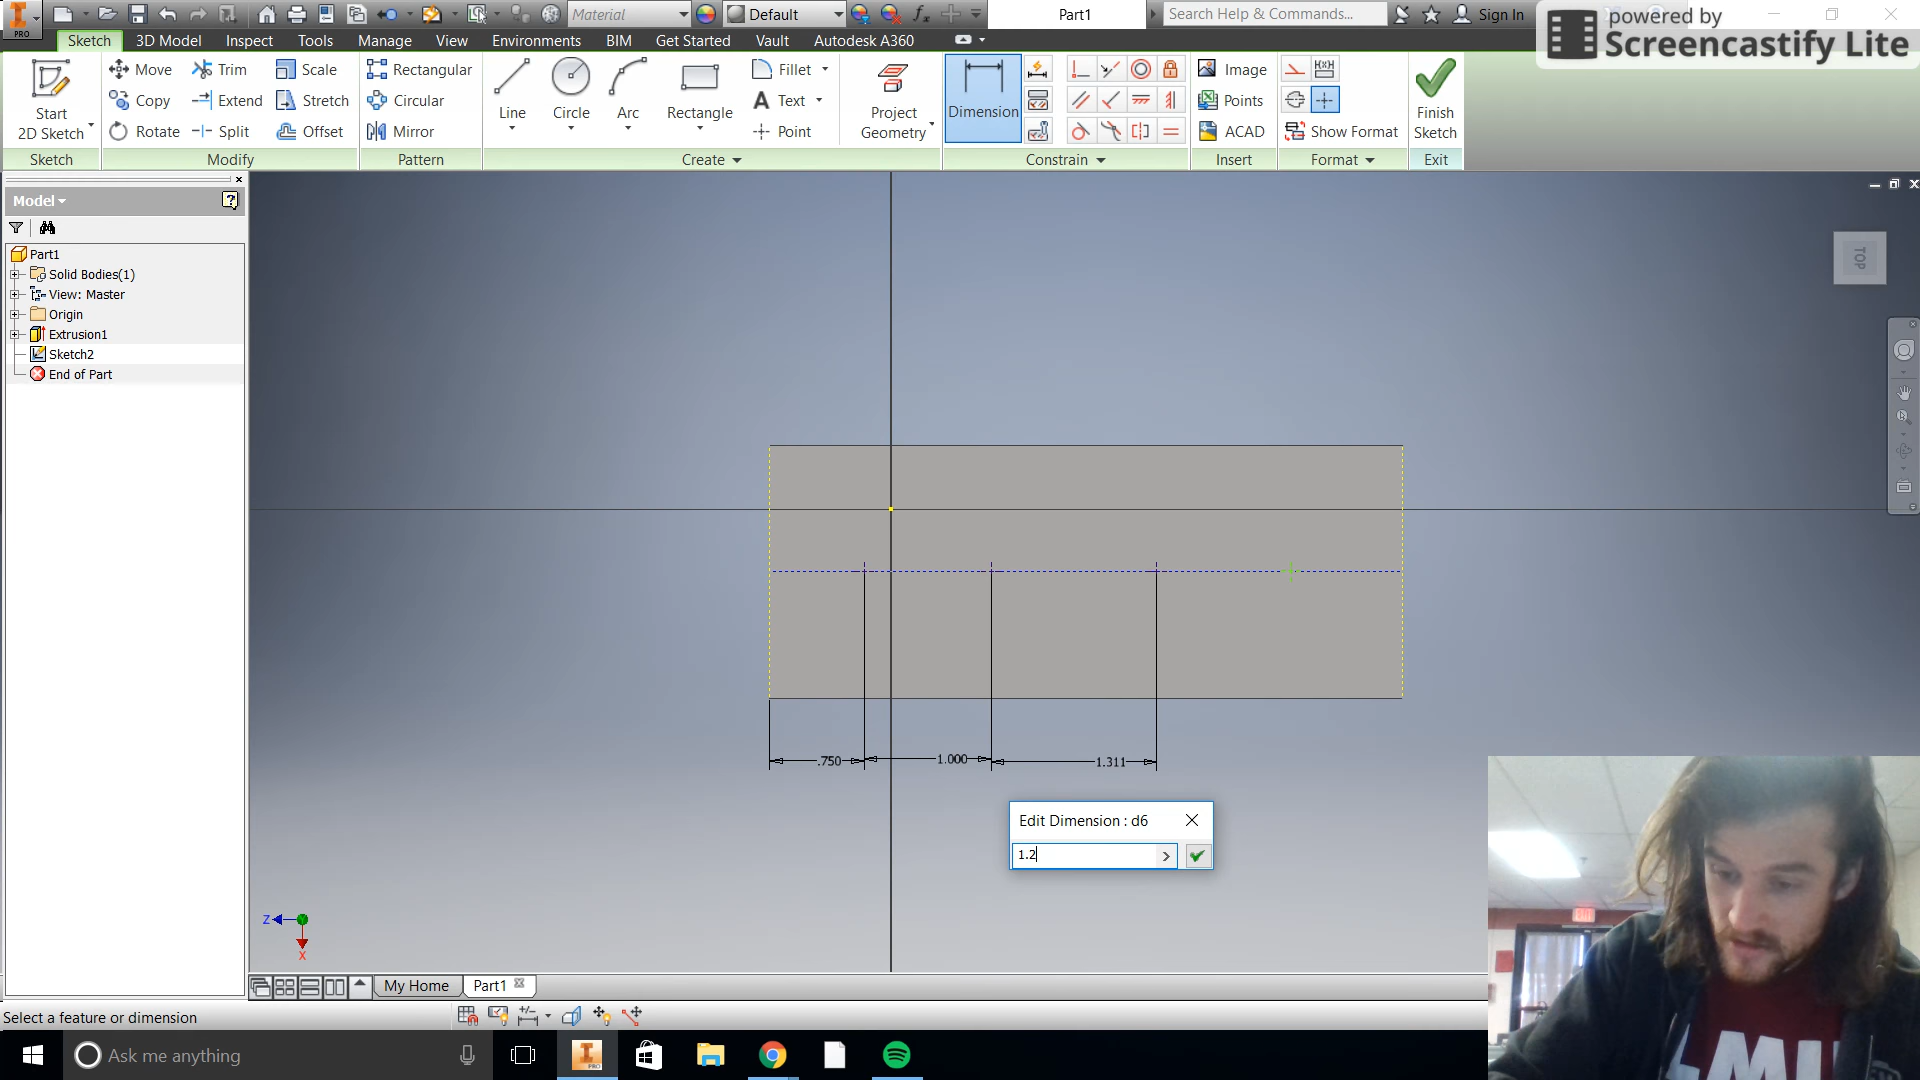 PRO
Material
Default
Part1
Search Help & Commands...
Sign In
powered by
Screencastify Lite
Sketch
3D Model
Inspect
Tools
Manage
View
Environments
BIM
Get Started
Vault
Autodesk A360
Start
2D Sketch
Move
Copy
Rotate
Trim
Extend
Split
Scale
Stretch
Offset
Rectangular
Circular
Mirror
Line
Circle
Arc
Rectangle
Fillet
Text
Point
Project
Geometry
Dimension
Image
Points
ACAD
Show Format
Finish
Sketch
Sketch
Modify
Pattern
Create
Constrain
Insert
Format
Exit
Model
Part1
Solid Bodies(1)
View: Master
Origin
Extrusion1
Sketch2
End of Part
TOP
.750
1.000
1.311
Edit Dimension : d6
1.2
Z
X
My Home
Part1
Select a feature or dimension
Ask me anything
PRO